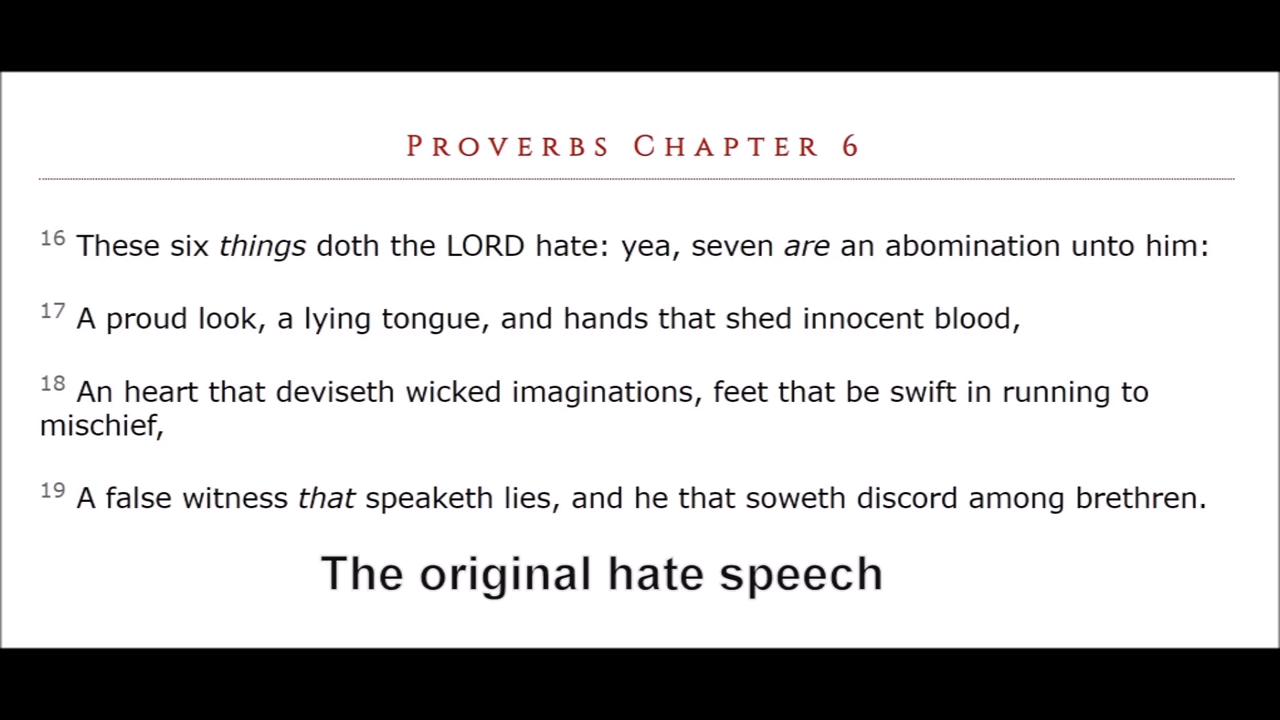 Proverbs Chapter 6
16 These six things doth the LORD hate: yea, seven are an abomination unto him:
17 A proud look, a lying tongue, and hands that shed innocent blood,
18 An heart that deviseth wicked imaginations, feet that be swift in running to
mischief,
19 A false witness that speaketh lies, and he that soweth discord among brethren.
The original hate speech